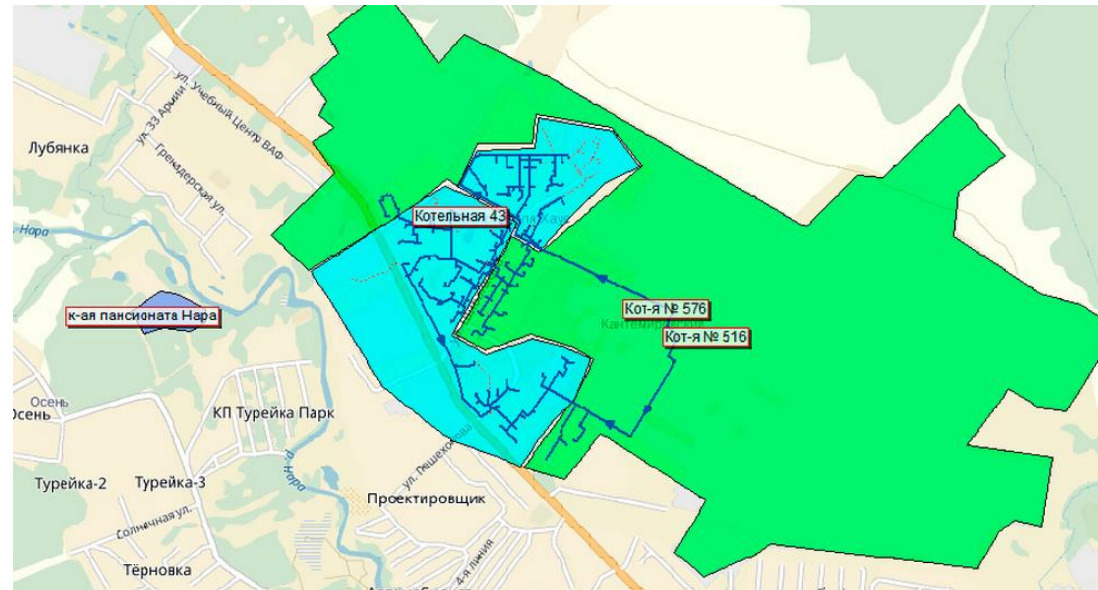 ул. Учебный Центр ВАФ
ул. 33 Армии
Лубянка
Гренадерская ул.
Нара
Котельная 43
к-ая пансионата Нара
Кот-я № 576
Кот-я № 516
Осень
Осень
КП Турейка Парк
р. Нара
ул. Пешехонова
Турейка-2
Турейка-3
Проектировщик
Солнечная ул.
4-я линия
Тёрновка